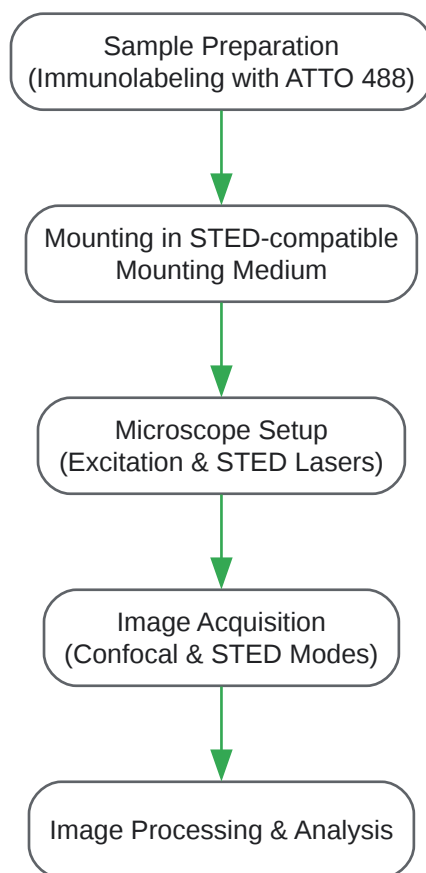 Sample Preparation
(Immunolabeling with ATTO 488)
Mounting in STED-compatible
Mounting Medium
Microscope Setup
(Excitation & STED Lasers)
Image Acquisition
(Confocal & STED Modes)
Image Processing & Analysis